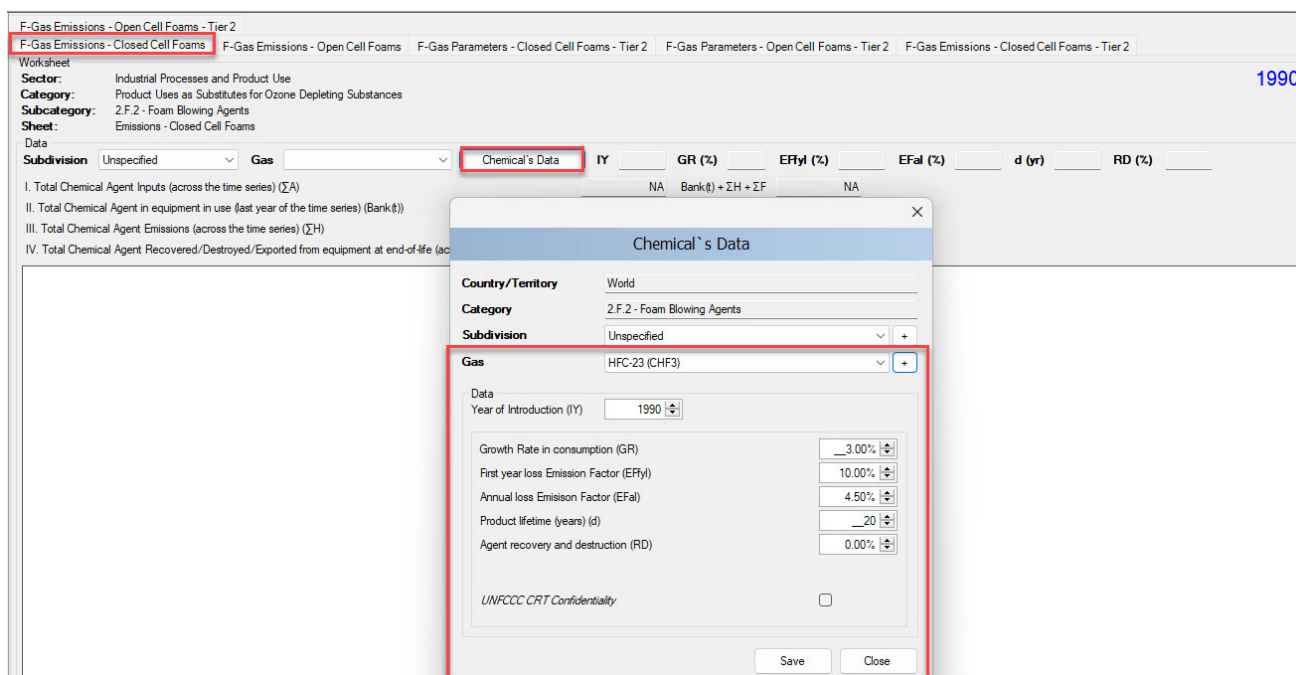 F-Gas Emissions - Open Cell Foams - Tier 2
F-Gas Emissions - Closed Cell Foams F-Gas Emissions - Open Cell Foams F-Gas Parameters - Closed Cell Foams - Tier 2 F-Gas Parameters - Open Cell Foams - Tier 2 F-Gas Emissions - Closed Cell Foams - Tier 2
Worksheet
Sector: Industrial Processes and Product Use 1990
Category: Product Uses as Substitutes for Ozone Depleting Substances
Subcategory: 2.F.2 - Foam Blowing Agents
Sheet: Emissions - Closed Cell Foams
Data
Subdivision Unspecified Gas Chemical`s Data IY GR (%) EFfyl (%) EFal (%) d (yr) RD (%)
I. Total Chemical Agent Inputs (across the time series) (∑A) NA Bank(t) + ΣH + ΣF NA
II. Total Chemical Agent in equipment in use (last year of the time series) (Bank(t))
III. Total Chemical Agent Emissions (across the time series) (∑H)
IV. Total Chemical Agent Recovered/Destroyed/Exported from equipment at end-of-life (ac
Chemical`s Data
Country/Territory World
Category 2.F.2 - Foam Blowing Agents
Subdivision Unspecified +
Gas HFC-23 (CHF3) +
Data
Year of Introduction (IY) 1990
Growth Rate in consumption (GR) __3.00%
First year loss Emission Factor (EFfyl) 10.00%
Annual loss Emisison Factor (EFal) 4.50%
Product lifetime (years) (d) __20
Agent recovery and destruction (RD) 0.00%
UNFCCC CRT Confidentiality
Save Close